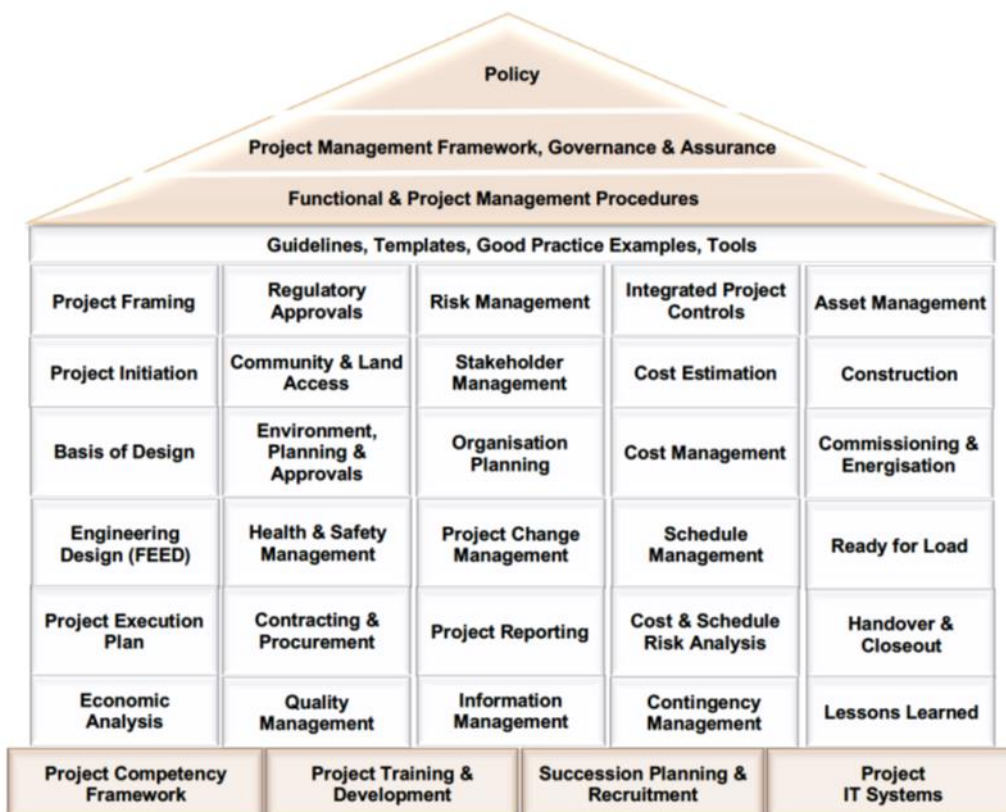 Policy
Project Management Framework, Governance & Assurance
Functional & Project Management Procedures
Guidelines, Templates, Good Practice Examples, Tools
Project Framing
Regulatory
Approvals
Risk Management
Integrated Project
Controls
Asset Management
Project Initiation
Community & Land
Access
Stakeholder
Management
Cost Estimation
Construction
Basis of Design
Environment,
Planning &
Approvals
Organisation
Planning
Cost Management
Commissioning &
Energisation
Engineering
Design (FEED)
Health & Safety
Management
Project Change
Management
Schedule
Management
Ready for Load
Project Execution
Plan
Contracting &
Procurement
Project Reporting
Cost & Schedule
Risk Analysis
Handover &
Closeout
Economic
Analysis
Quality
Management
Information
Management
Contingency
Management
Lessons Learned
Project Competency
Framework
Project Training &
Development
Succession Planning &
Recruitment
Project
IT Systems